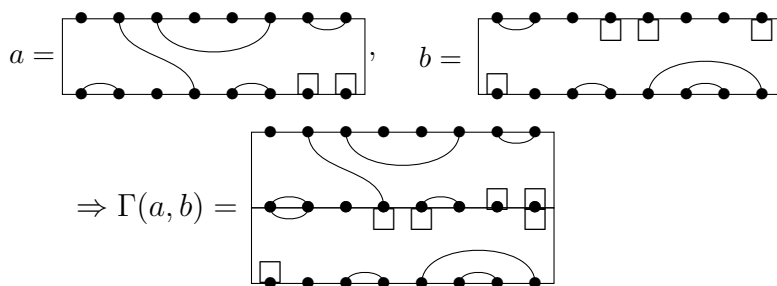 a = , b =
⇒ Γ(a, b) =